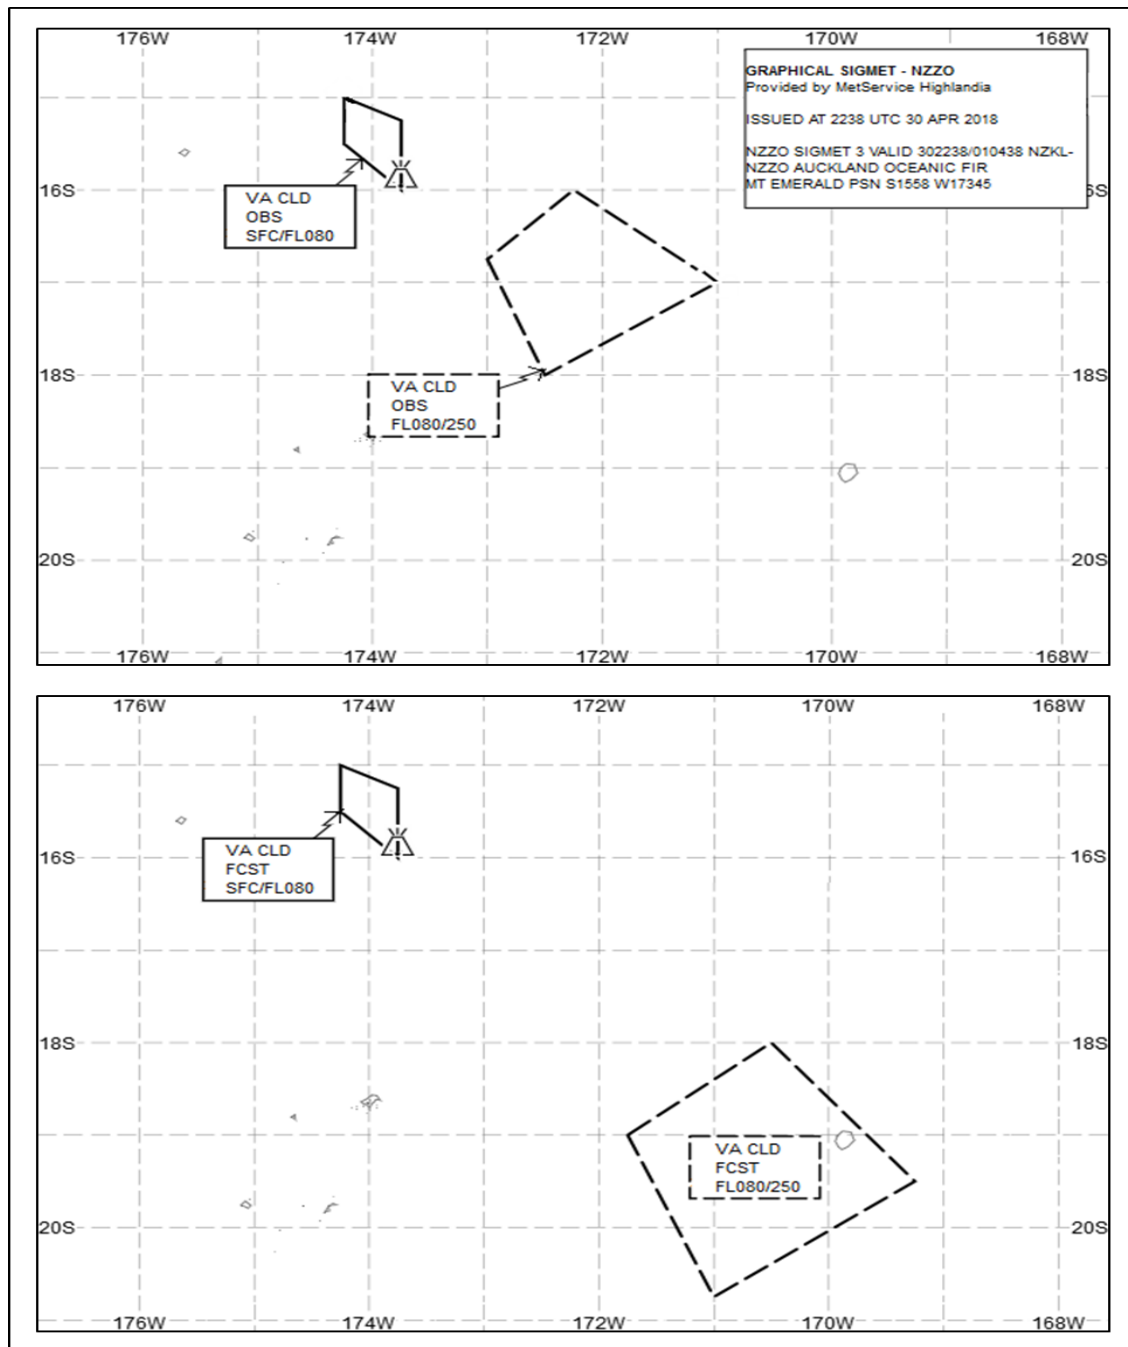 176W 174W 172W 170W 168W
GRAPHICAL SIGMET - NZZO
Provided by MetService Highlandia
ISSUED AT 2238 UTC 30 APR 2018
NZZO SIGMET 3 VALID 302238/010438 NZKL-
NZZO AUCKLAND OCEANIC FIR
MT EMERALD PSN S1558 W17345
16S 6S
VA CLD
OBS
SFC/FL080
18S 18S
VA CLD
OBS
FL080/250
20S 20S
176W 174W 172W 170W 168W
176W 174W 172W 170W 168W
VA CLD
FCST
SFC/FL080
16S 16S
18S 18S
VA CLD
FCST
FL080/250
20S 20S
176W 174W 172W 170W 168W